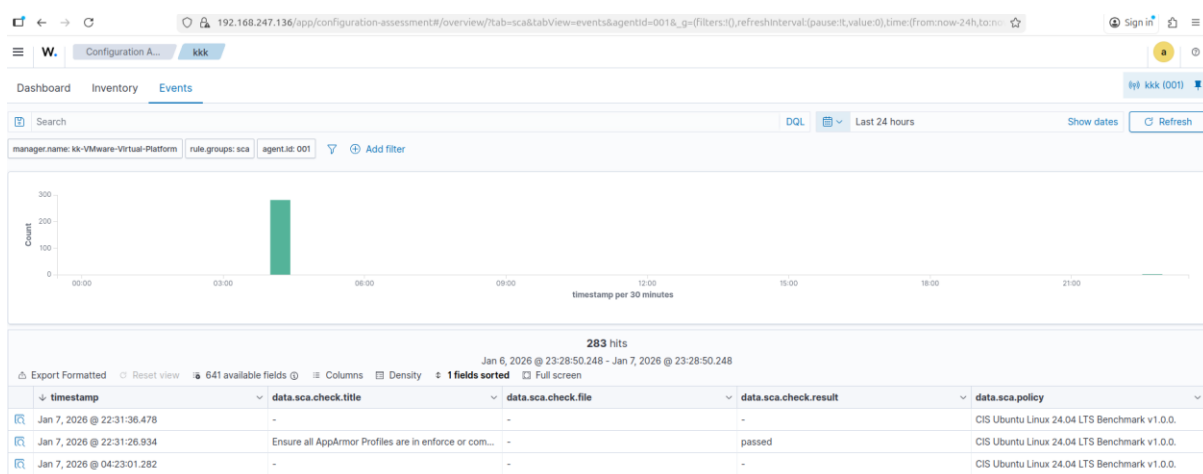 192.168.247.136/app/configuration-assessment#/overview/?tab=sca&tabView=events&agentId=001&_g=(filters:!(),refreshInterval:(pause:!t,value:0),time:(from:now-24h,to:no
Sign in
W. Configuration A... kkk a
Dashboard Inventory Events kkk (001)
Search DQL Last 24 hours Show dates Refresh
manager.name: kk-VMware-Virtual-Platform rule.groups: sca agent.id: 001 Add filter
300
200
100
0
Count
00:00 03:00 06:00 09:00 12:00 15:00 18:00 21:00
timestamp per 30 minutes
283 hits
Jan 6, 2026 @ 23:28:50.248 - Jan 7, 2026 @ 23:28:50.248
Export Formatted Reset view 641 available fields Columns Density 1 fields sorted Full screen
timestamp data.sca.check.title data.sca.check.file data.sca.check.result data.sca.policy
Jan 7, 2026 @ 22:31:36.478 - - - CIS Ubuntu Linux 24.04 LTS Benchmark v1.0.0.
Jan 7, 2026 @ 22:31:26.934 Ensure all AppArmor Profiles are in enforce or com... - passed CIS Ubuntu Linux 24.04 LTS Benchmark v1.0.0.
Jan 7, 2026 @ 04:23:01.282 - - - CIS Ubuntu Linux 24.04 LTS Benchmark v1.0.0.